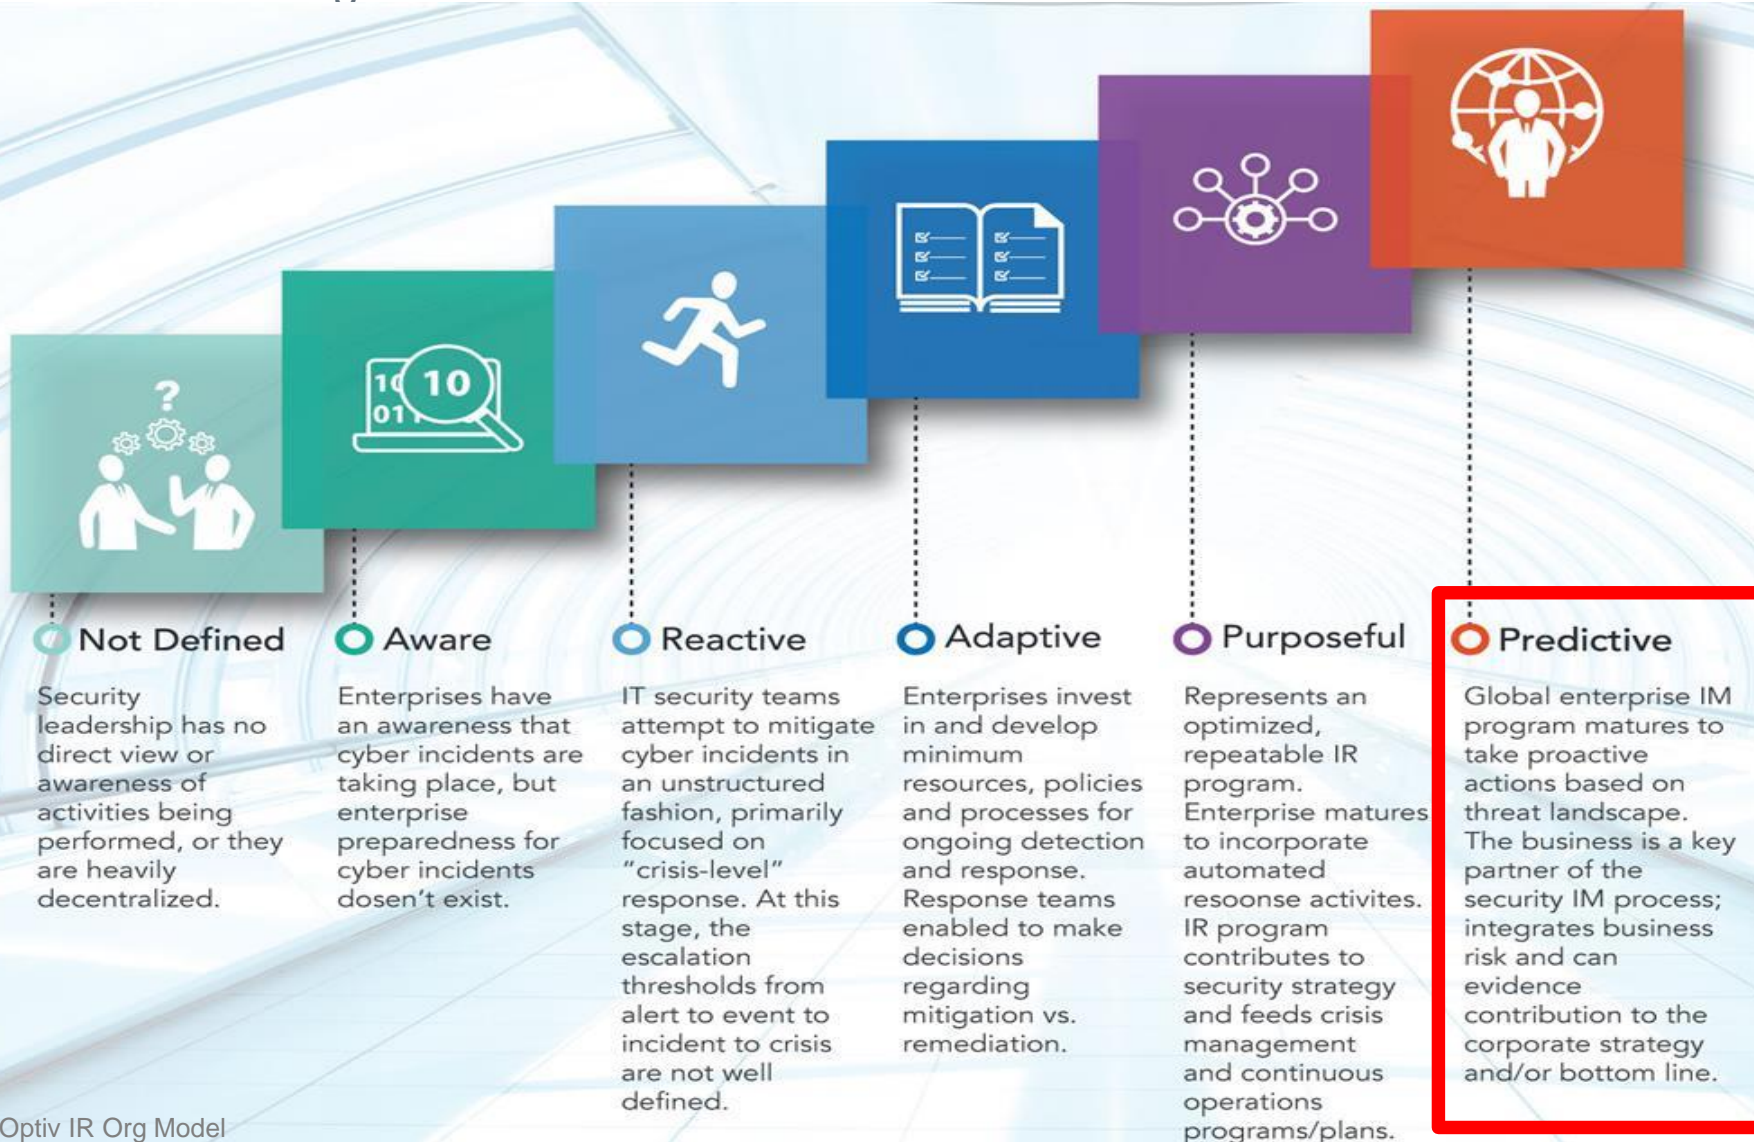 ?
10
01
10
Not Defined
Security
leadership has no
direct view or
awareness of
activities being
performed, or they
are heavily
decentralized.
Aware
Enterprises have
an awareness that
cyber incidents are
taking place, but
enterprise
preparedness for
cyber incidents
dosen't exist.
Reactive
IT security teams
attempt to mitigate
cyber incidents in
an unstructured
fashion, primarily
focused on
"crisis-level"
response. At this
stage, the
escalation
thresholds from
alert to event to
incident to crisis
are not well
defined.
Adaptive
Enterprises invest
in and develop
minimum
resources, policies
and processes for
ongoing detection
and response.
Response teams
enabled to make
decisions
regarding
mitigation vs.
remediation.
Purposeful
Represents an
optimized,
repeatable IR
program.
Enterprise matures
to incorporate
automated
resoonse activites.
IR program
contributes to
security strategy
and feeds crisis
management
and continuous
operations
programs/plans.
Predictive
Global enterprise IM
program matures to
take proactive
actions based on
threat landscape.
The business is a key
partner of the
security IM process;
integrates business
risk and can
evidence
contribution to the
corporate strategy
and/or bottom line.
Optiv IR Org Model